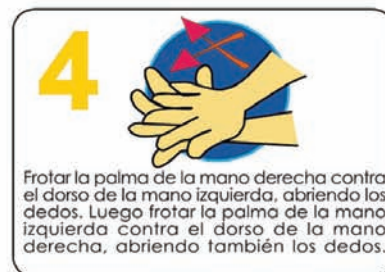 4
Frotar la palma de la mano derecha contra
el dorso de la mano izquierda, abriendo los
dedos. Luego frotar la palma de la mano
izquierda contra el dorso de la mano
derecha, abriendo también los dedos.